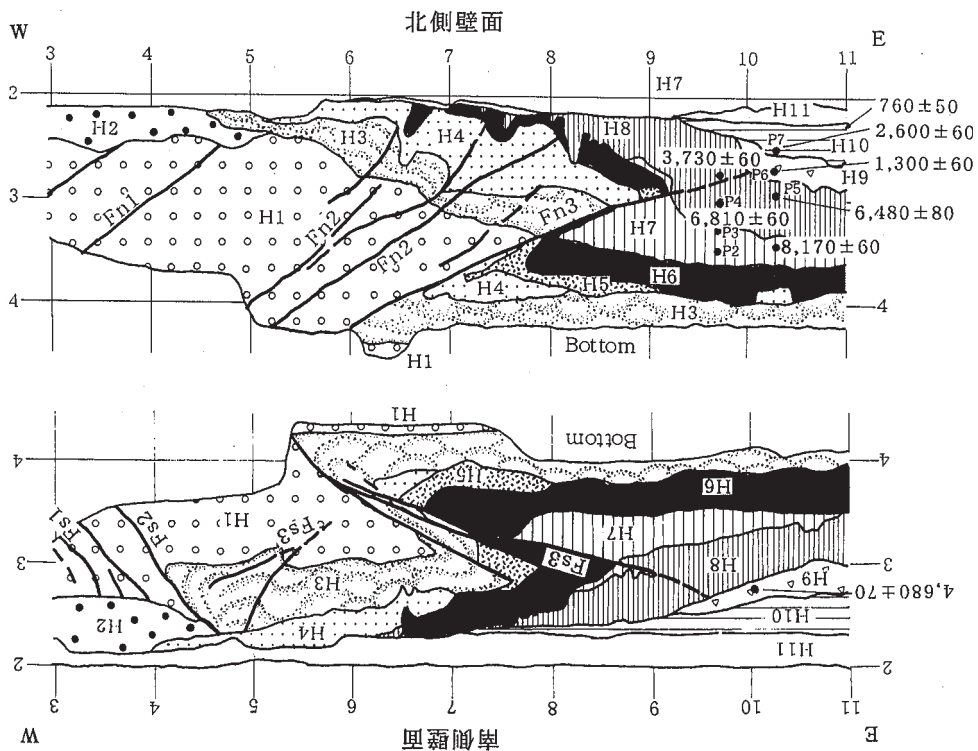 北側壁面
W
E
3 4 5 6 7 8 9 10 11
H7
2
H11
760±50
H2
H3
H4
H8
P7
2,600±60
H10
3,730±60
P6
1,300±60
H9
3
Fn1
H1
Fn2
Fn3
P4
P5
6,480±80
6,810±60
H7
P3
Fn2
P2
8,170±60
H6
H5
4
H4
H3
4
H1
Bottom
H1
Bottom
4
4
H5
H6
Fs1
Fs2
H1
Fs3
H7
3
Fs3
H8
3
H3
H9
4,680±70
H2
H4
H10
H11
2
2
3 4 5 6 7 8 9 10 11
W
E
南側壁面